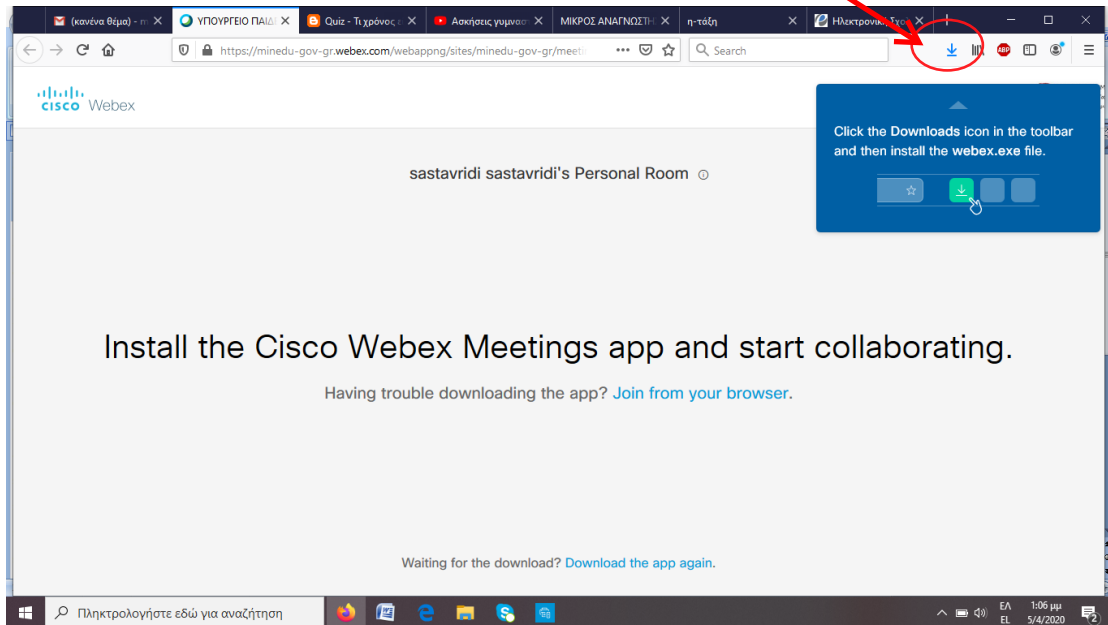 (κανένα θέμα) - m
ΥΠΟΥΡΓΕΙΟ ΠΑΙΔ
Quiz - Τι χρόνος ε
Ασκήσεις γυμνασ
ΜΙΚΡΟΣ ΑΝΑΓΝΩΣΤΗ
η-τάξη
Ηλεκτρονική Σχο
https://minedu-gov-gr.webex.com/webappng/sites/minedu-gov-gr/meeti
Search
ABP
cisco Webex
Click the Downloads icon in the toolbar
and then install the webex.exe file.
sastavridi sastavridi's Personal Room
Install the Cisco Webex Meetings app and start collaborating.
Having trouble downloading the app? Join from your browser.
Waiting for the download? Download the app again.
Πληκτρολογήστε εδώ για αναζήτηση
ΕΛ
EL
1:06 μμ
5/4/2020
2